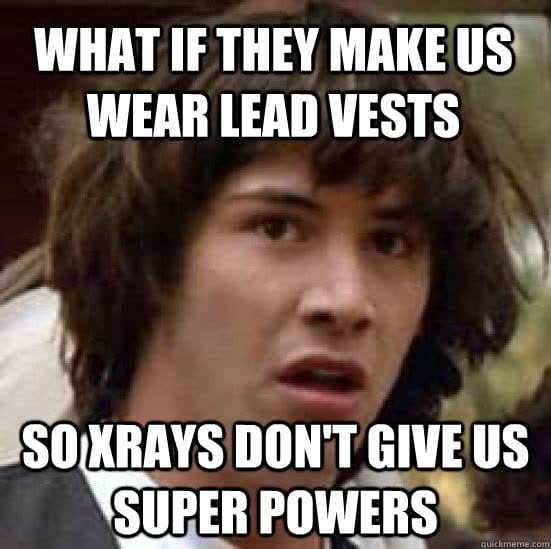 WHAT IF THEY MAKE US
WEAR LEAD VESTS
SO XRAYS DON'T GIVE US
SUPER POWERS
quickmeme.com